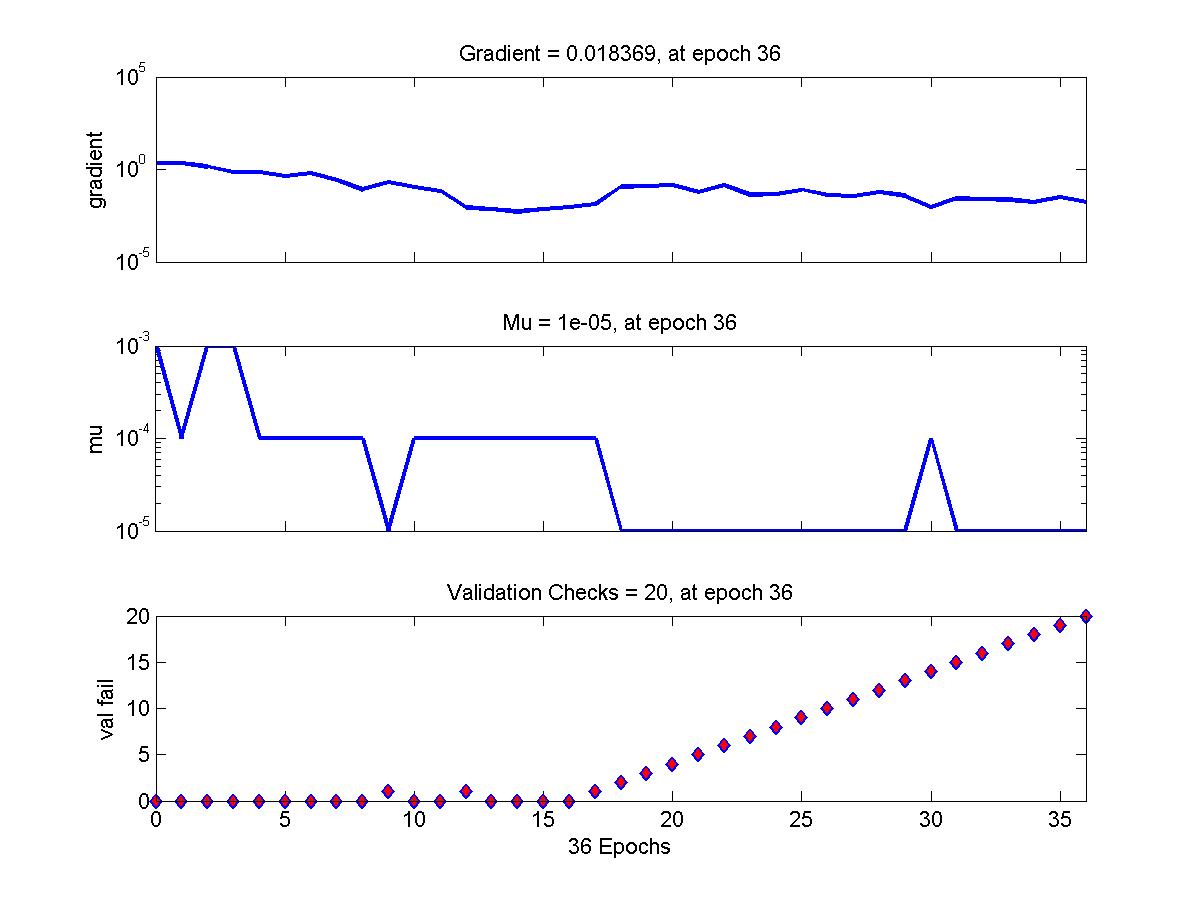 Gradient = 0.018369, at epoch 36
10^5
10^0
10^-5
gradient
Mu = 1e-05, at epoch 36
10^-3
10^-4
10^-5
mu
Validation Checks = 20, at epoch 36
20
15
10
5
0
val fail
0 5 10 15 20 25 30 35
36 Epochs